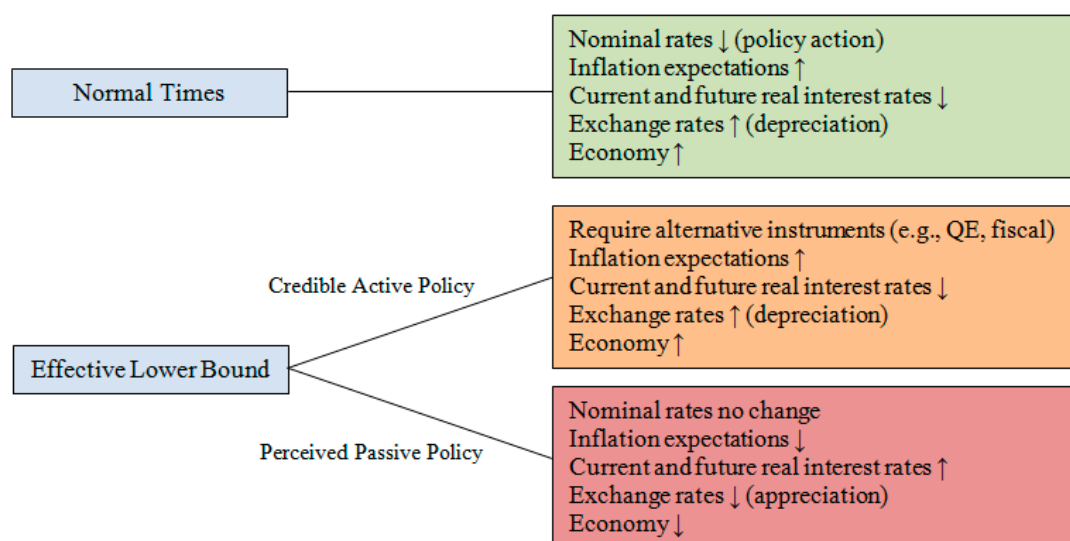 Normal Times
Nominal rates ↓ (policy action)
Inflation expectations ↑
Current and future real interest rates ↓
Exchange rates ↑ (depreciation)
Economy ↑
Effective Lower Bound
Credible Active Policy
Require alternative instruments (e.g., QE, fiscal)
Inflation expectations ↑
Current and future real interest rates ↓
Exchange rates ↑ (depreciation)
Economy ↑
Perceived Passive Policy
Nominal rates no change
Inflation expectations ↓
Current and future real interest rates ↑
Exchange rates ↓ (appreciation)
Economy ↓